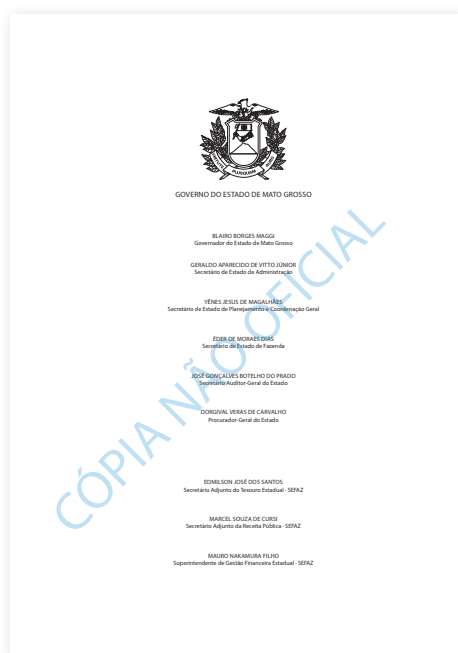 VIRTUTE PLUSQUAM AURO
GOVERNO DO ESTADO DE MATO GROSSO
BLAIRO BORGES MAGGI
Governador do Estado de Mato Grosso
GERALDO APARECIDO DE VITTO JÚNIOR
Secretário de Estado de Administração
YÊNES JESUS DE MAGALHÃES
Secretário de Estado de Planejamento e Coordenação Geral
ÉDER DE MORAES DIAS
Secretário de Estado de Fazenda
JOSÉ GONÇALVES BOTELHO DO PRADO
Secretário Auditor-Geral do Estado
DORGIVAL VERAS DE CARVALHO
Procurador-Geral do Estado
CÓPIA NÃO OFICIAL
EDMILSON JOSÉ DOS SANTOS
Secretário Adjunto do Tesouro Estadual - SEFAZ
MARCEL SOUZA DE CURSI
Secretário Adjunto da Receita Pública - SEFAZ
MAURO NAKAMURA FILHO
Superintendente de Gestão Financeira Estadual - SEFAZ